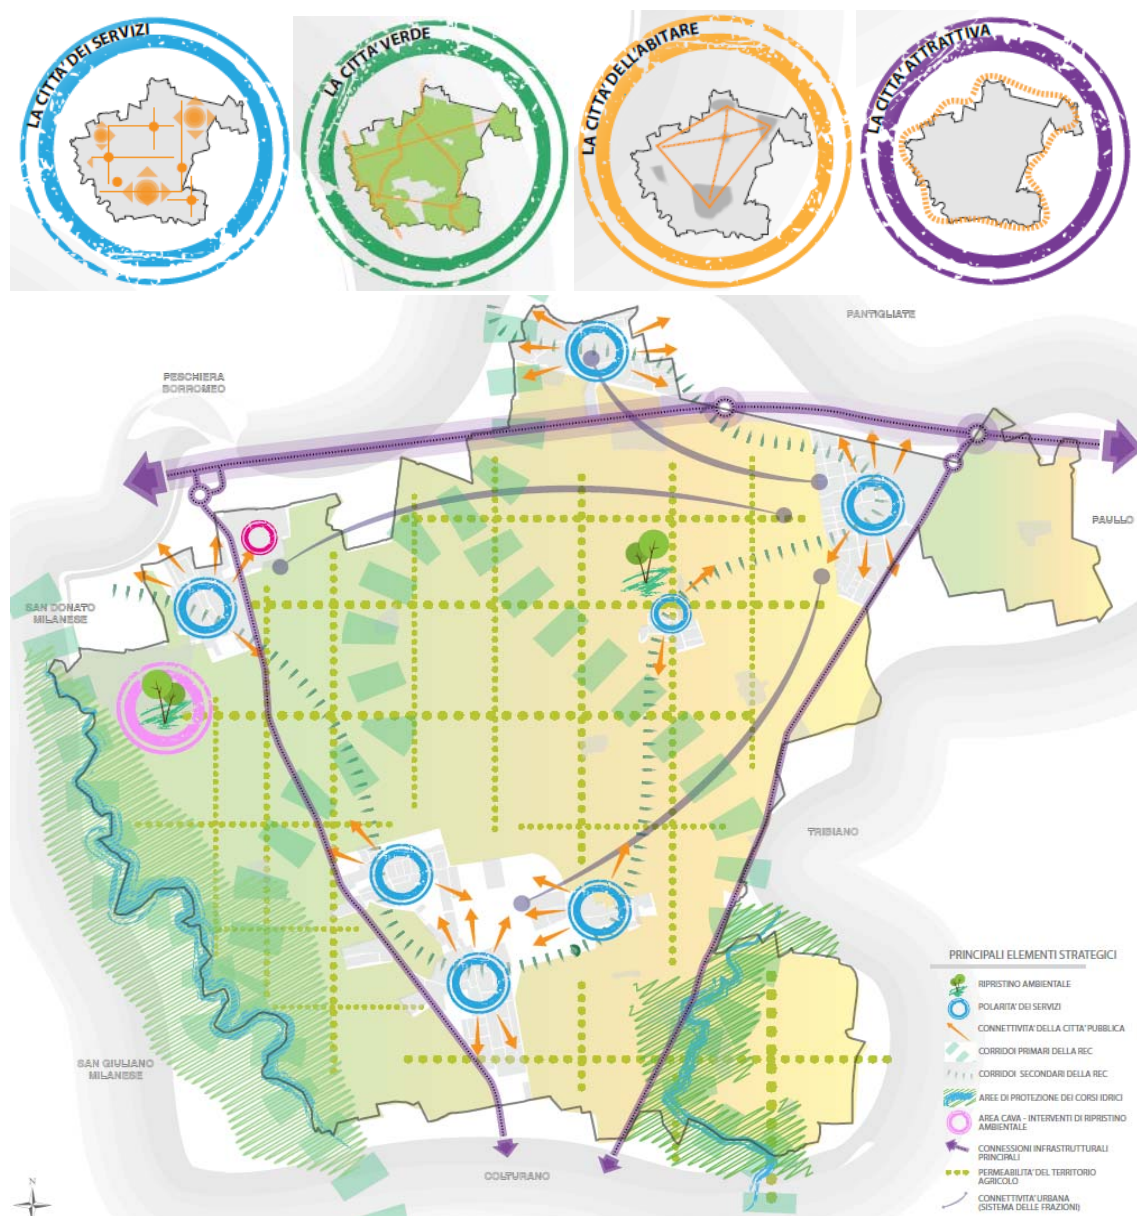 LA CITTA' DEI SERVIZI
LA CITTA' VERDE
LA CITTA' DELL'ABITARE
LA CITTA' ATTRATTIVA
PANTIGLIATE
PESCHIERA
BORROMEO
PAULLO
SAN DONATO
MILANESE
TRIBIANO
SAN GIULIANO
MILANESE
COLTURANO
N
PRINCIPALI ELEMENTI STRATEGICI
RIPRISTINO AMBIENTALE
POLARITA' DEI SERVIZI
CONNETTIVITA' DELLA CITTA' PUBBLICA
CORRIDOI PRIMARI DELLA REC
CORRIDOI SECONDARI DELLA REC
AREE DI PROTEZIONE DEI CORSI IDRICI
AREA CAVA - INTERVENTI DI RIPRISTINO
AMBIENTALE
CONNESSIONI INFRASTRUTTURALI
PRINCIPALI
PERMEABILITA' DEL TERRITORIO
AGRICOLO
CONNETTIVITA' URBANA
(SISTEMA DELLE FRAZIONI)